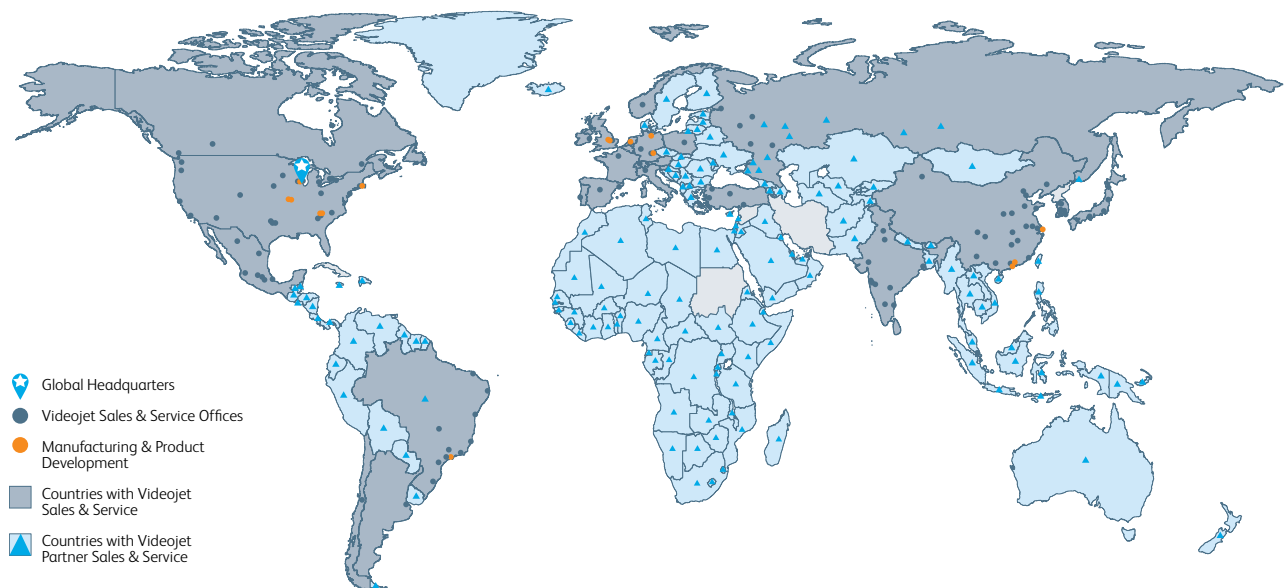 Global Headquarters
Videojet Sales & Service Offices
Manufacturing & Product
Development
Countries with Videojet
Sales & Service
Countries with Videojet
Partner Sales & Service